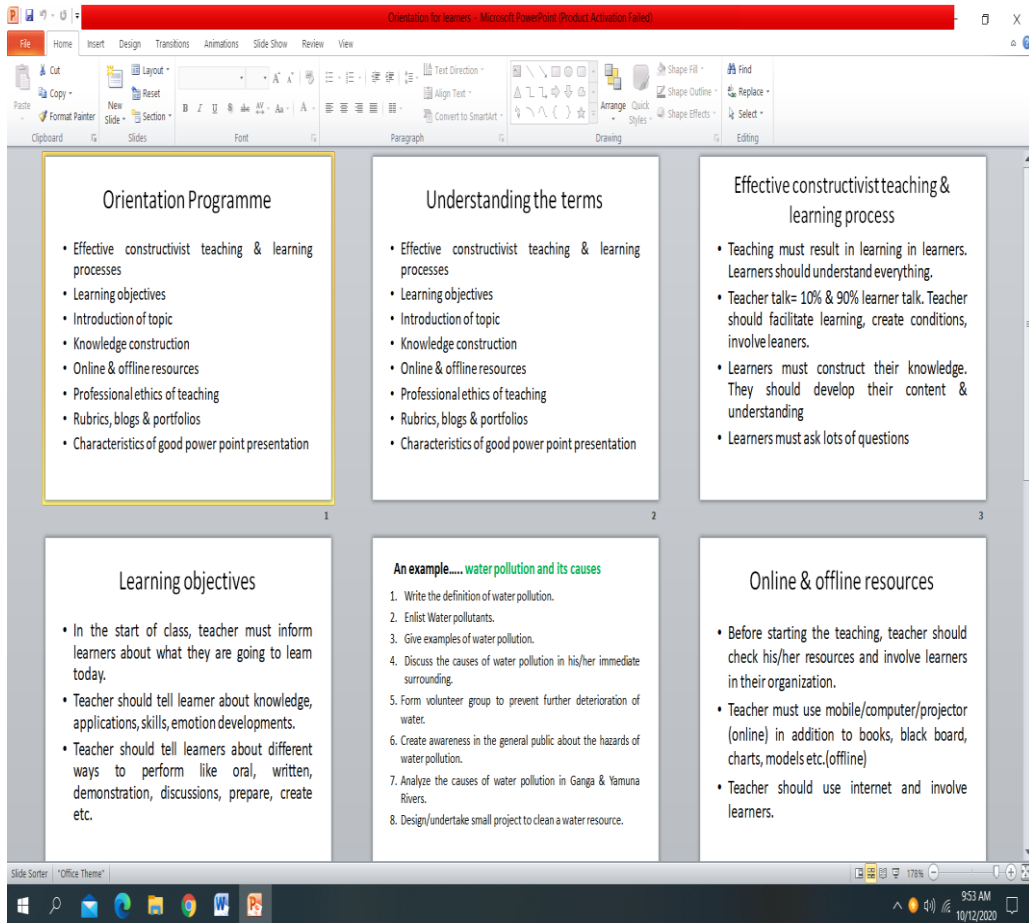 Orientation for learners - Microsoft PowerPoint (Product Activation Failed)
File Home Insert Design Transitions Animations Slide Show Review View
Cut
Copy
Format Painter
Paste
Clipboard
New Slide
Layout
Reset
Section
Slides
B I U S abc AV Aa A
Font
Text Direction
Align Text
Convert to SmartArt
Paragraph
Arrange
Quick Styles
Shape Fill
Shape Outline
Shape Effects
Drawing
Find
Replace
Select
Editing
Orientation Programme
• Effective constructivist teaching & learning
processes
• Learning objectives
• Introduction of topic
• Knowledge construction
• Online & offline resources
• Professional ethics of teaching
• Rubrics, blogs & portfolios
• Characteristics of good power point presentation
1
Understanding the terms
• Effective constructivist teaching & learning
processes
• Learning objectives
• Introduction of topic
• Knowledge construction
• Online & offline resources
• Professional ethics of teaching
• Rubrics, blogs & portfolios
• Characteristics of good power point presentation
2
Effective constructivist teaching &
learning process
• Teaching must result in learning in learners.
Learners should understand everything.
• Teacher talk= 10% & 90% learner talk. Teacher
should facilitate learning, create conditions,
involve leaners.
• Learners must construct their knowledge.
They should develop their content &
understanding
• Learners must ask lots of questions
3
Learning objectives
• In the start of class, teacher must inform
learners about what they are going to learn
today.
• Teacher should tell learner about knowledge,
applications, skills, emotion developments.
• Teacher should tell learners about different
ways to perform like oral, written,
demonstration, discussions, prepare, create
etc.
An example..... water pollution and its causes
1. Write the definition of water pollution.
2. Enlist Water pollutants.
3. Give examples of water pollution.
4. Discuss the causes of water pollution in his/her immediate
surrounding.
5. Form volunteer group to prevent further deterioration of
water.
6. Create awareness in the general public about the hazards of
water pollution.
7. Analyze the causes of water pollution in Ganga & Yamuna
Rivers.
8. Design/undertake small project to clean a water resource.
Online & offline resources
• Before starting the teaching, teacher should
check his/her resources and involve learners
in their organization.
• Teacher must use mobile/computer/projector
(online) in addition to books, black board,
charts, models etc.(offline)
• Teacher should use internet and involve
learners.
Slide Sorter "Office Theme" 178%
9:53 AM
10/12/2020